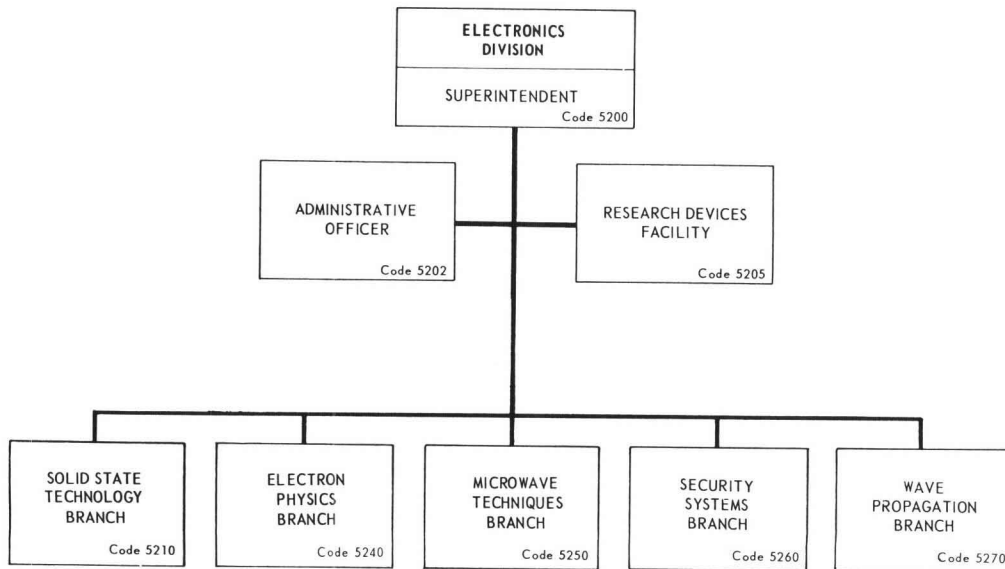 ELECTRONICS
DIVISION
SUPERINTENDENT
Code 5200
ADMINISTRATIVE
OFFICER
Code 5202
RESEARCH DEVICES
FACILITY
Code 5205
SOLID STATE
TECHNOLOGY
BRANCH
Code 5210
ELECTRON
PHYSICS
BRANCH
Code 5240
MICROWAVE
TECHNIQUES
BRANCH
Code 5250
SECURITY
SYSTEMS
BRANCH
Code 5260
WAVE
PROPAGATION
BRANCH
Code 5270